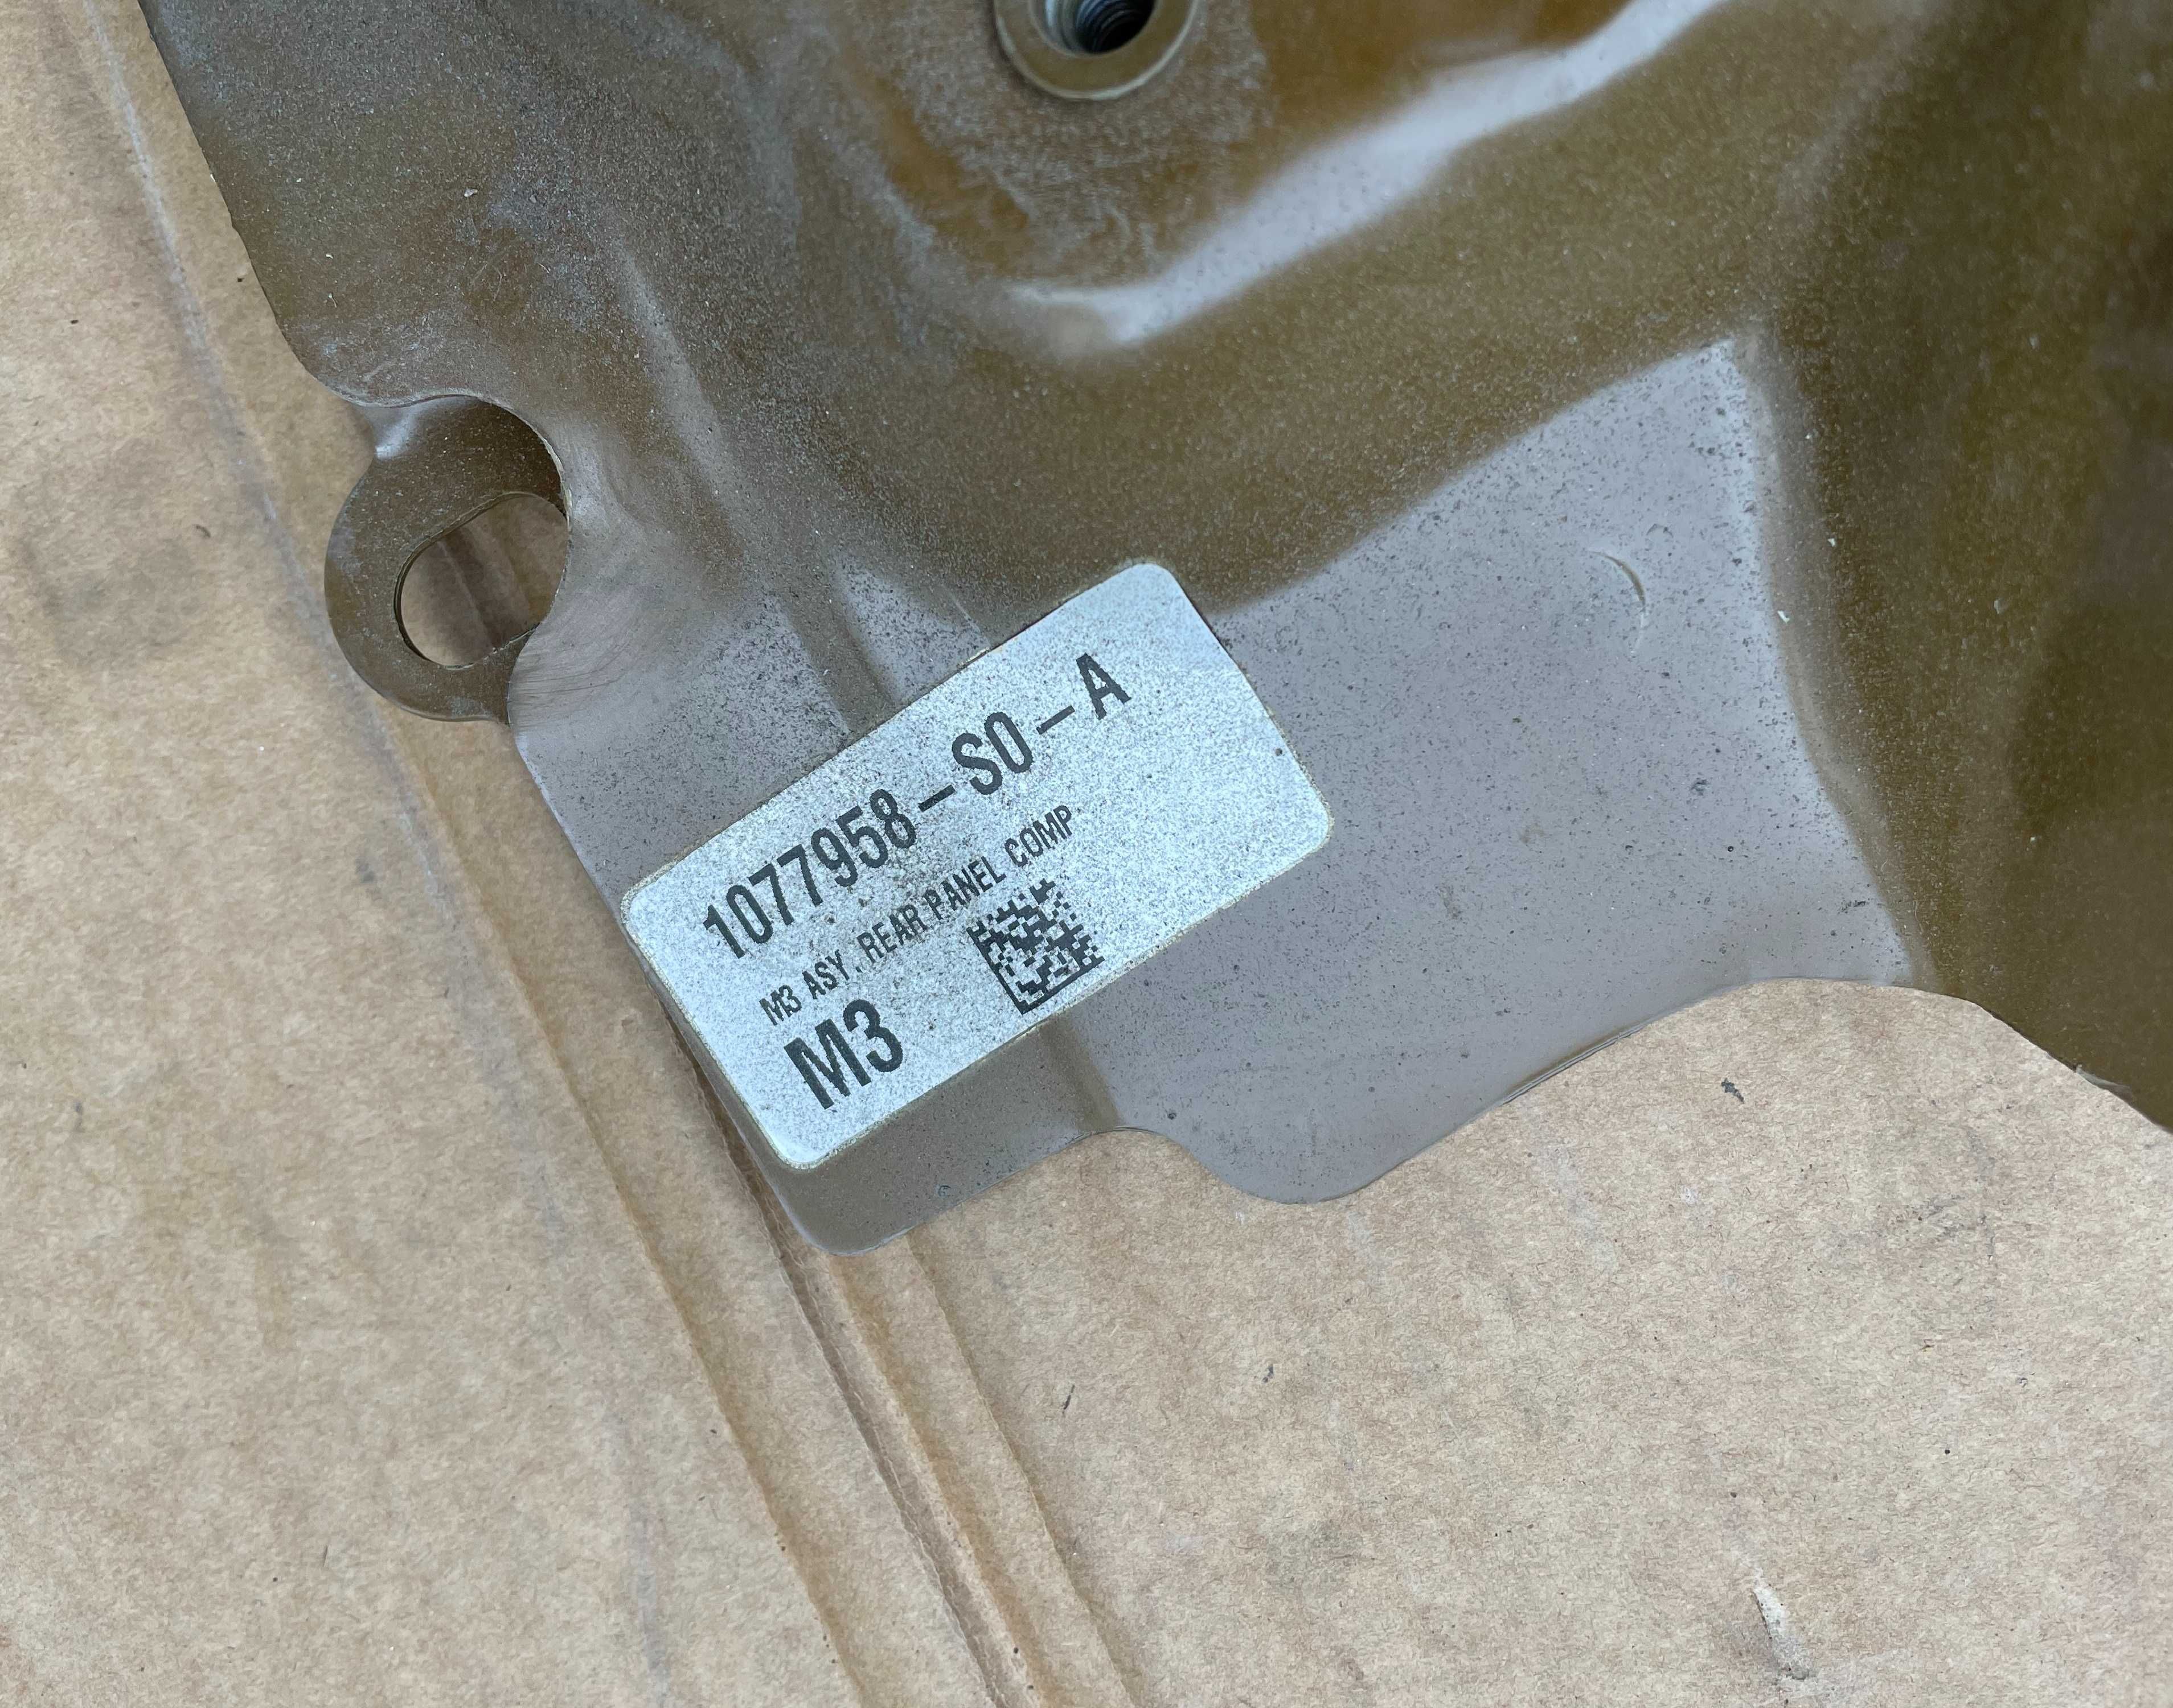 1077958-S0-A
M3 ASY, REAR PANEL COMP
M3